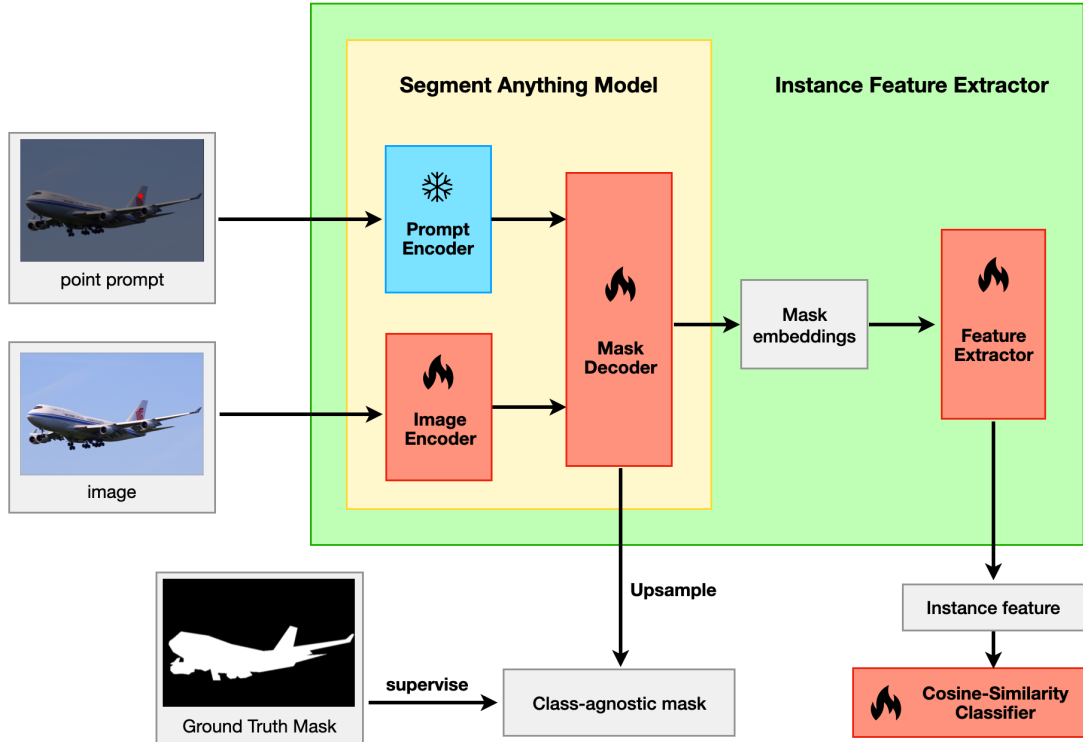 Segment Anything Model
Instance Feature Extractor
point prompt
Prompt
Encoder
Mask
Decoder
Mask
embeddings
Feature
Extractor
image
Image
Encoder
Upsample
Instance feature
supervise
Class-agnostic mask
Cosine-Similarity
Classifier
Ground Truth Mask